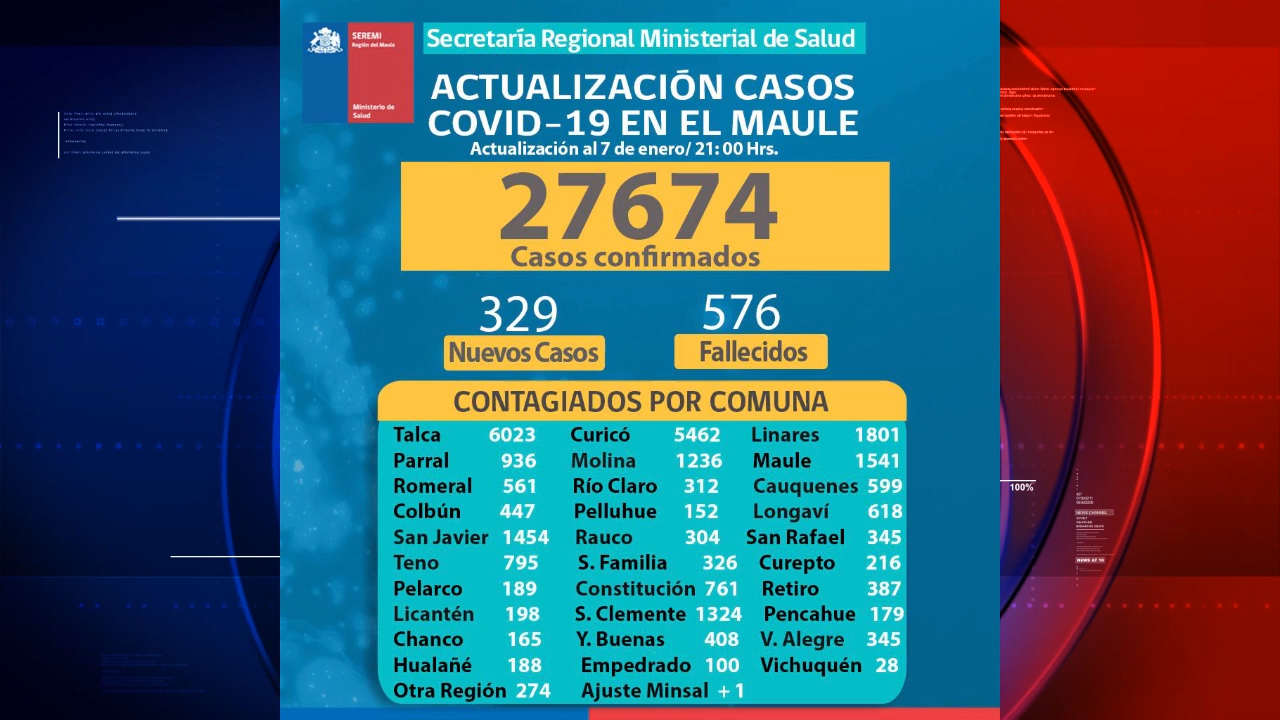 SEREMI
Región del Maule
Ministerio de
Salud
Secretaría Regional Ministerial de Salud
ACTUALIZACIÓN CASOS
COVID-19 EN EL MAULE
Actualización al 7 de enero/ 21:00 Hrs.
27674
Casos confirmados
329 576
Nuevos Casos Fallecidos
CONTAGIADOS POR COMUNA
Talca 6023 Curicó 5462 Linares 1801
Parral 936 Molina 1236 Maule 1541
Romeral 561 Río Claro 312 Cauquenes 599
Colbún 447 Pelluhue 152 Longaví 618
San Javier 1454 Rauco 304 San Rafael 345
Teno 795 S. Familia 326 Curepto 216
Pelarco 189 Constitución 761 Retiro 387
Licantén 198 S. Clemente 1324 Pencahue 179
Chanco 165 Y. Buenas 408 V. Alegre 345
Hualañé 188 Empedrado 100 Vichuquén 28
Otra Región 274 Ajuste Minsal + 1
100%
NEWS CHANNEL
NEWS AT 10